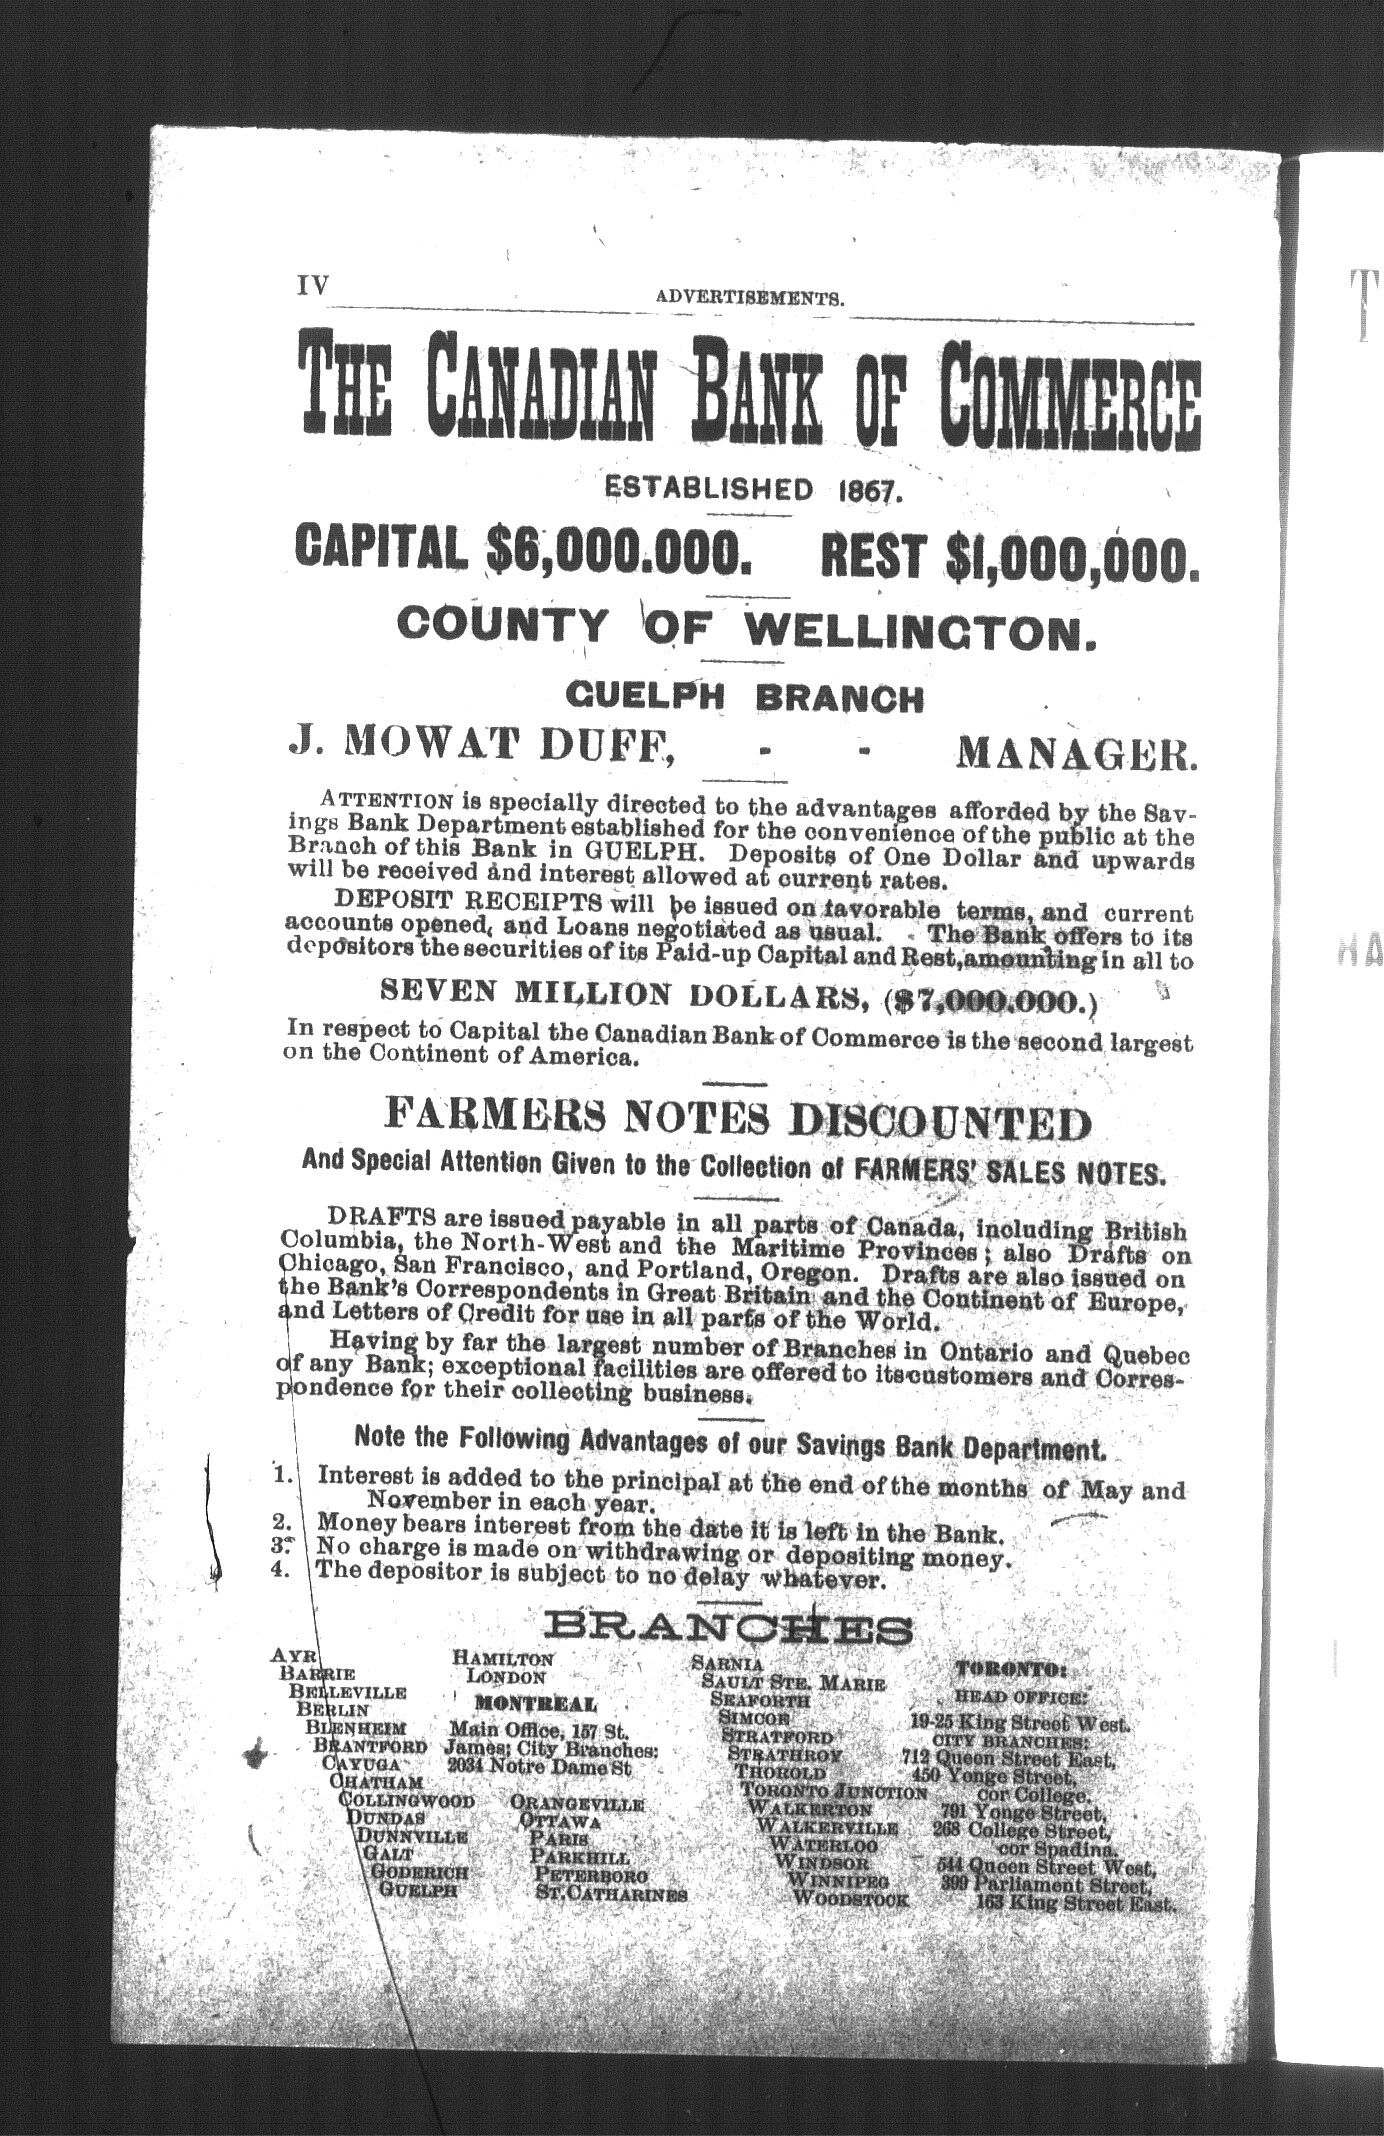 IV
ADVERTISEMENTS.
THE CANADIAN BANK OF COMMERCE
ESTABLISHED 1867.
CAPITAL $6,000.000. REST $1,000,000.
COUNTY OF WELLINGTON.
GUELPH BRANCH
J. MOWAT DUFF, - - MANAGER.
ATTENTION is specially directed to the advantages afforded by the Sav-
ings Bank Department established for the convenience of the public at the
Branch of this Bank in GUELPH. Deposits of One Dollar and upwards
will be received and interest allowed at current rates.
DEPOSIT RECEIPTS will be issued on favorable terms, and current
accounts opened, and Loans negotiated as usual. The Bank offers to its
depositors the securities of its Paid-up Capital and Rest, amounting in all to
SEVEN MILLION DOLLARS, ($7,000.000.)
In respect to Capital the Canadian Bank of Commerce is the second largest
on the Continent of America.
FARMERS NOTES DISCOUNTED
And Special Attention Given to the Collection of FARMERS' SALES NOTES.
DRAFTS are issued payable in all parts of Canada, including British
Columbia, the North-West and the Maritime Provinces; also Drafts on
Chicago, San Francisco, and Portland, Oregon. Drafts are also issued on
the Bank's Correspondents in Great Britain and the Continent of Europe,
and Letters of Credit for use in all parts of the World.
Having by far the largest number of Branches in Ontario and Quebec
of any Bank; exceptional facilities are offered to its customers and Corres-
pondence for their collecting business.
Note the Following Advantages of our Savings Bank Department.
1. Interest is added to the principal at the end of the months of May and
November in each year.
2. Money bears interest from the date it is left in the Bank.
3. No charge is made on withdrawing or depositing money.
4. The depositor is subject to no delay whatever.
BRANCHES
AYR
BARRIE
BELLEVILLE
BERLIN
BLENHEIM
BRANTFORD
CAYUGA
CHATHAM
COLLINGWOOD
DUNDAS
DUNNVILLE
GALT
GODERICH
GUELPH
HAMILTON
LONDON
MONTREAL
Main Office, 157 St.
James; City Branches:
2034 Notre Dame St
ORANGEVILLE
OTTAWA
PARIS
PARKHILL
PETERBORO
ST. CATHARINES
SARNIA
SAULT STE. MARIE
SEAFORTH
SIMCOE
STRATFORD
STRATHROY
THOROLD
TORONTO JUNCTION
WALKERTON
WALKERVILLE
WATERLOO
WINDSOR
WINNIPEG
WOODSTOCK
TORONTO:
HEAD OFFICE:
19-25 King Street West.
CITY BRANCHES:
712 Queen Street East,
450 Yonge Street,
cor College.
791 Yonge Street,
268 College Street,
cor Spadina.
544 Queen Street West,
399 Parliament Street,
163 King Street East.